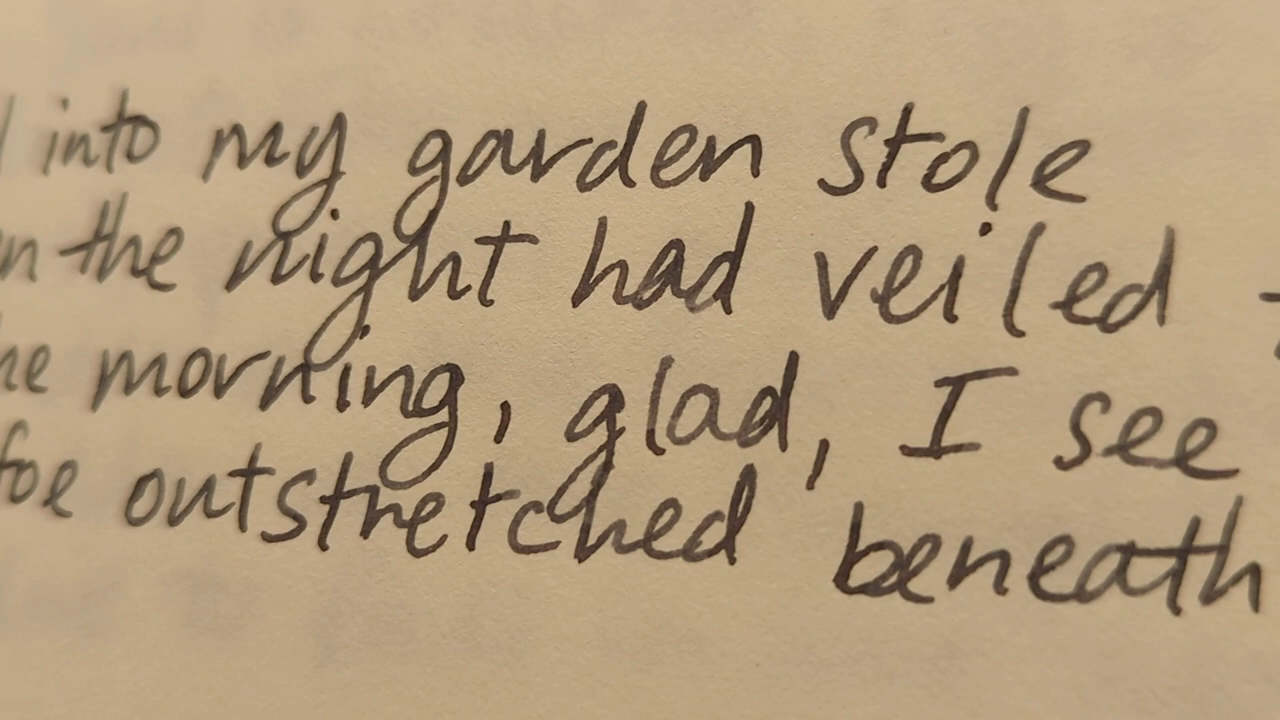 into my garden stole
the night had veiled
morning, glad, I see
foe outstretched beneath